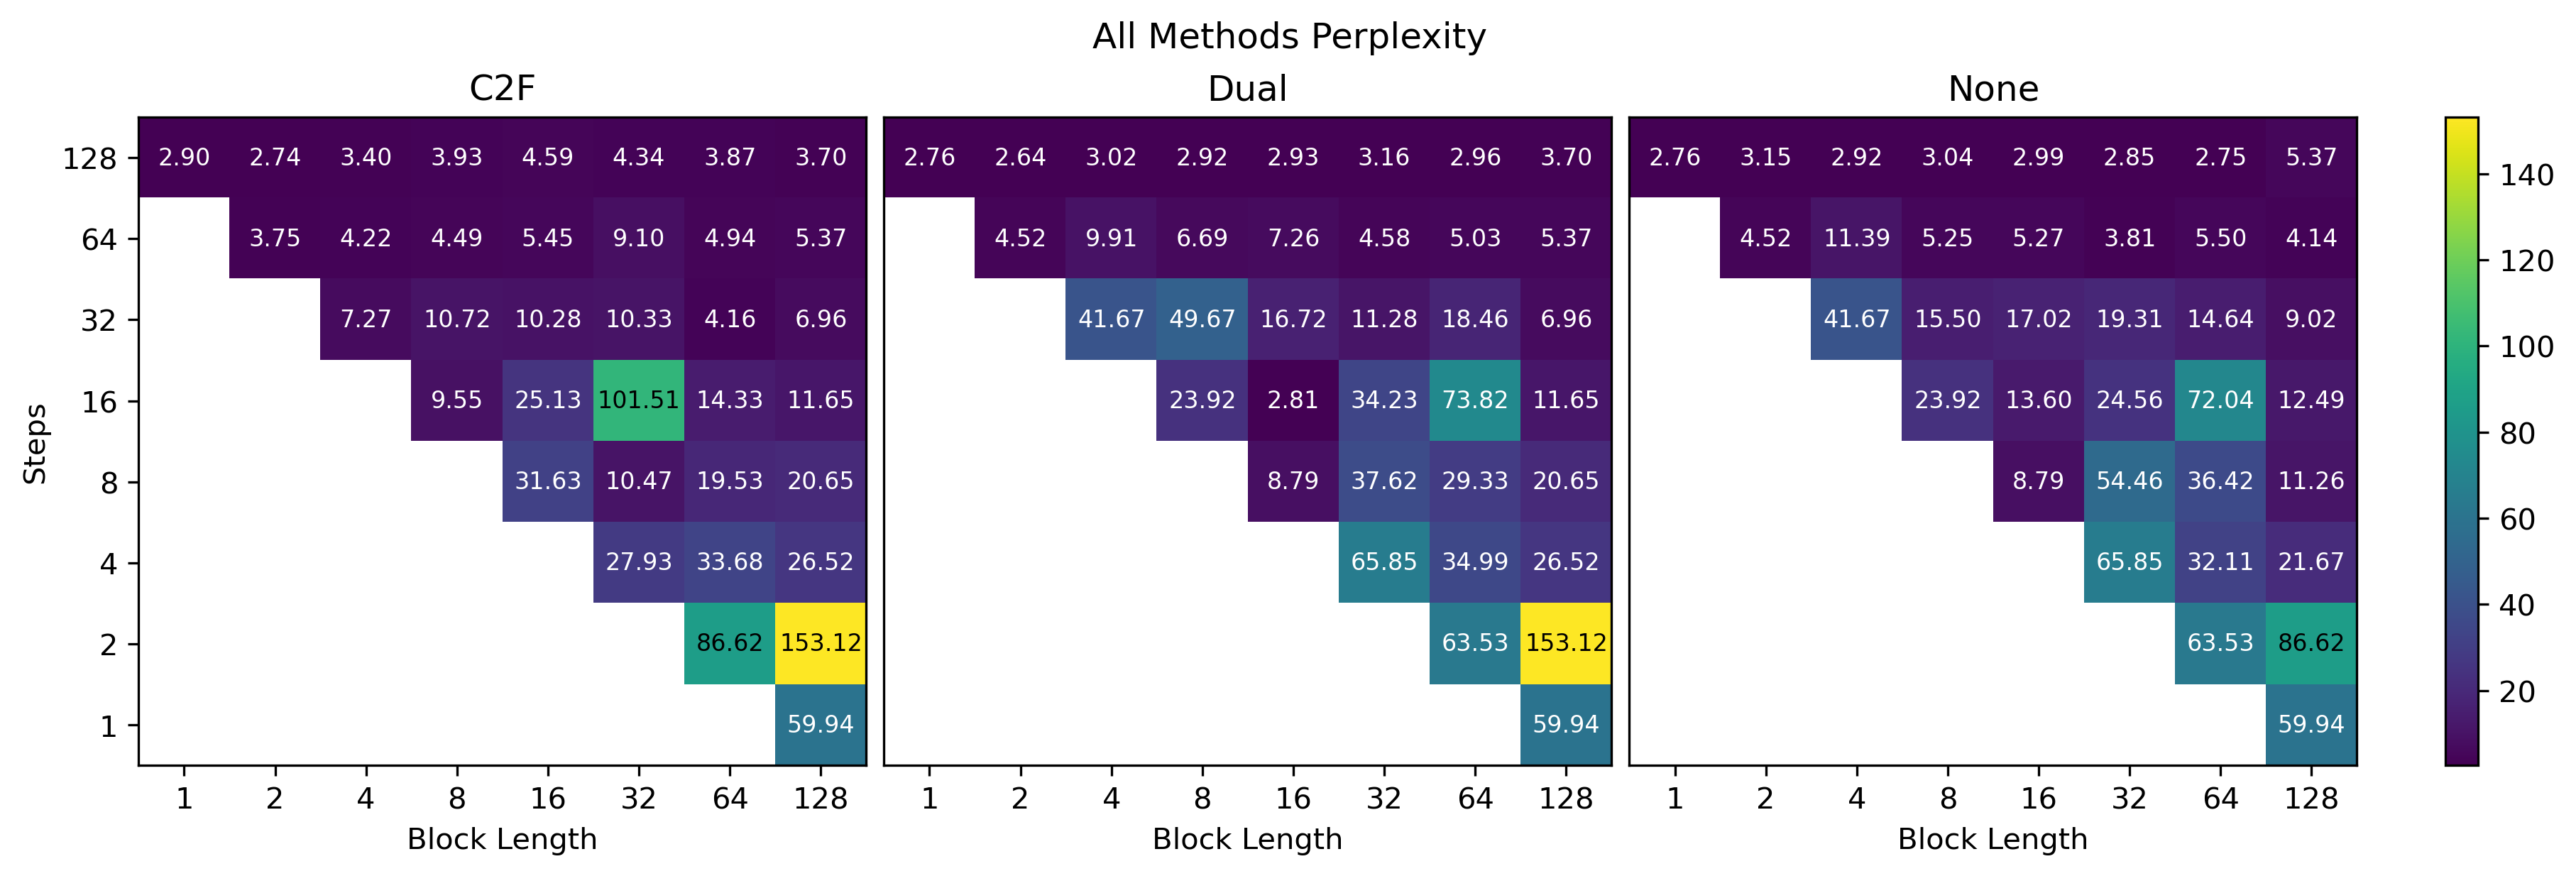 All Methods Perplexity
C2F Dual None
128 2.90 2.74 3.40 3.93 4.59 4.34 3.87 3.70 2.76 2.64 3.02 2.92 2.93 3.16 2.96 3.70 2.76 3.15 2.92 3.04 2.99 2.85 2.75 5.37
140
64 3.75 4.22 4.49 5.45 9.10 4.94 5.37 4.52 9.91 6.69 7.26 4.58 5.03 5.37 4.52 11.39 5.25 5.27 3.81 5.50 4.14
120
32 7.27 10.72 10.28 10.33 4.16 6.96 41.67 49.67 16.72 11.28 18.46 6.96 41.67 15.50 17.02 19.31 14.64 9.02
100
16 9.55 25.13 101.51 14.33 11.65 23.92 2.81 34.23 73.82 11.65 23.92 13.60 24.56 72.04 12.49
80
Steps
8 31.63 10.47 19.53 20.65 8.79 37.62 29.33 20.65 8.79 54.46 36.42 11.26
60
4 27.93 33.68 26.52 65.85 34.99 26.52 65.85 32.11 21.67
40
2 86.62 153.12 63.53 153.12 63.53 86.62
20
1 59.94 59.94 59.94
1 2 4 8 16 32 64 128 1 2 4 8 16 32 64 128 1 2 4 8 16 32 64 128
Block Length Block Length Block Length